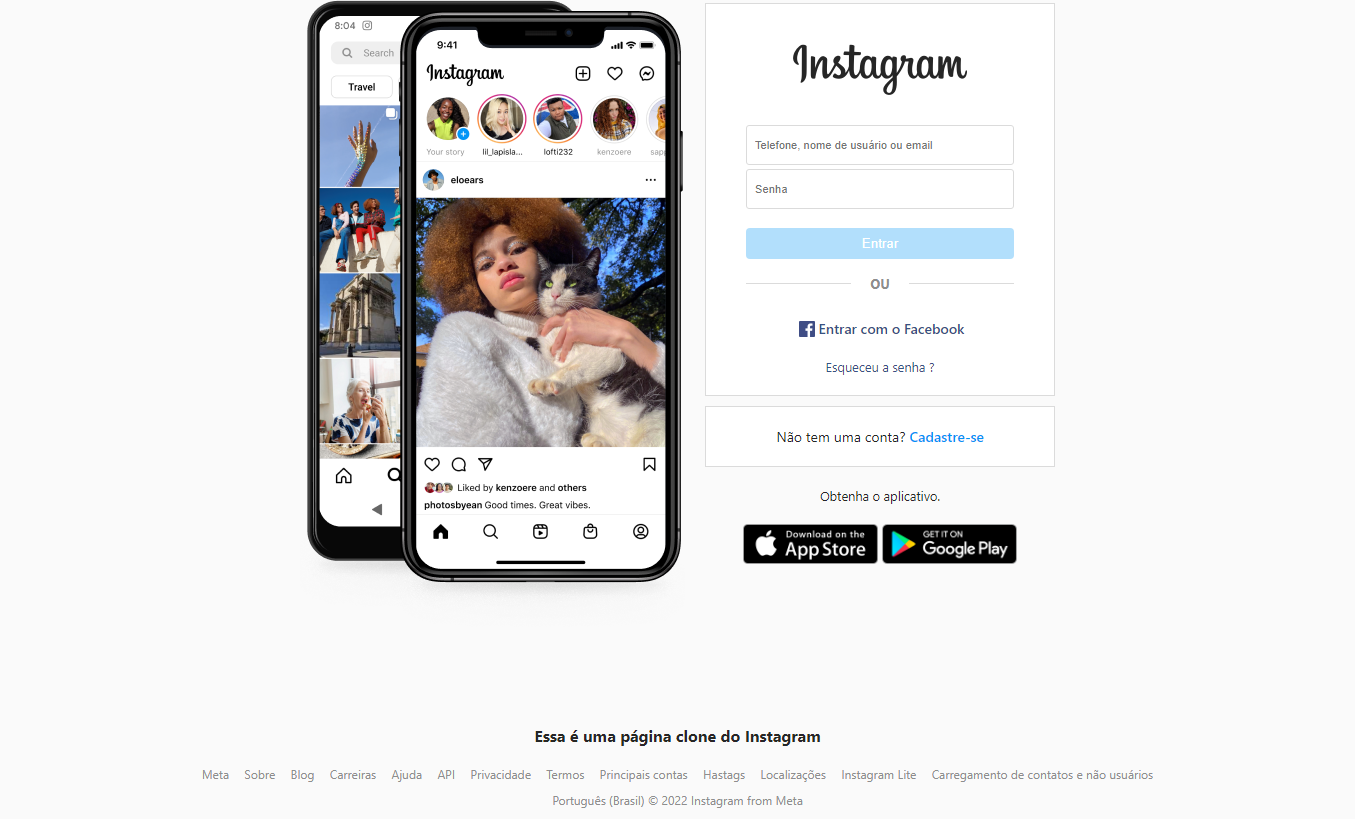 8:04
Search
Travel
9:41
Instagram
Your story
lil_lapisla...
lofti232
kenzoere
sapp
eloears
Liked by kenzoere and others
photosbyean Good times. Great vibes.
Instagram
Telefone, nome de usuário ou email
Senha
Entrar
OU
Entrar com o Facebook
Esqueceu a senha ?
Não tem uma conta? Cadastre-se
Obtenha o aplicativo.
Download on the
App Store
GET IT ON
Google Play
Essa é uma página clone do Instagram
Meta Sobre Blog Carreiras Ajuda API Privacidade Termos Principais contas Hastags Localizações Instagram Lite Carregamento de contatos e não usuários
Português (Brasil) © 2022 Instagram from Meta